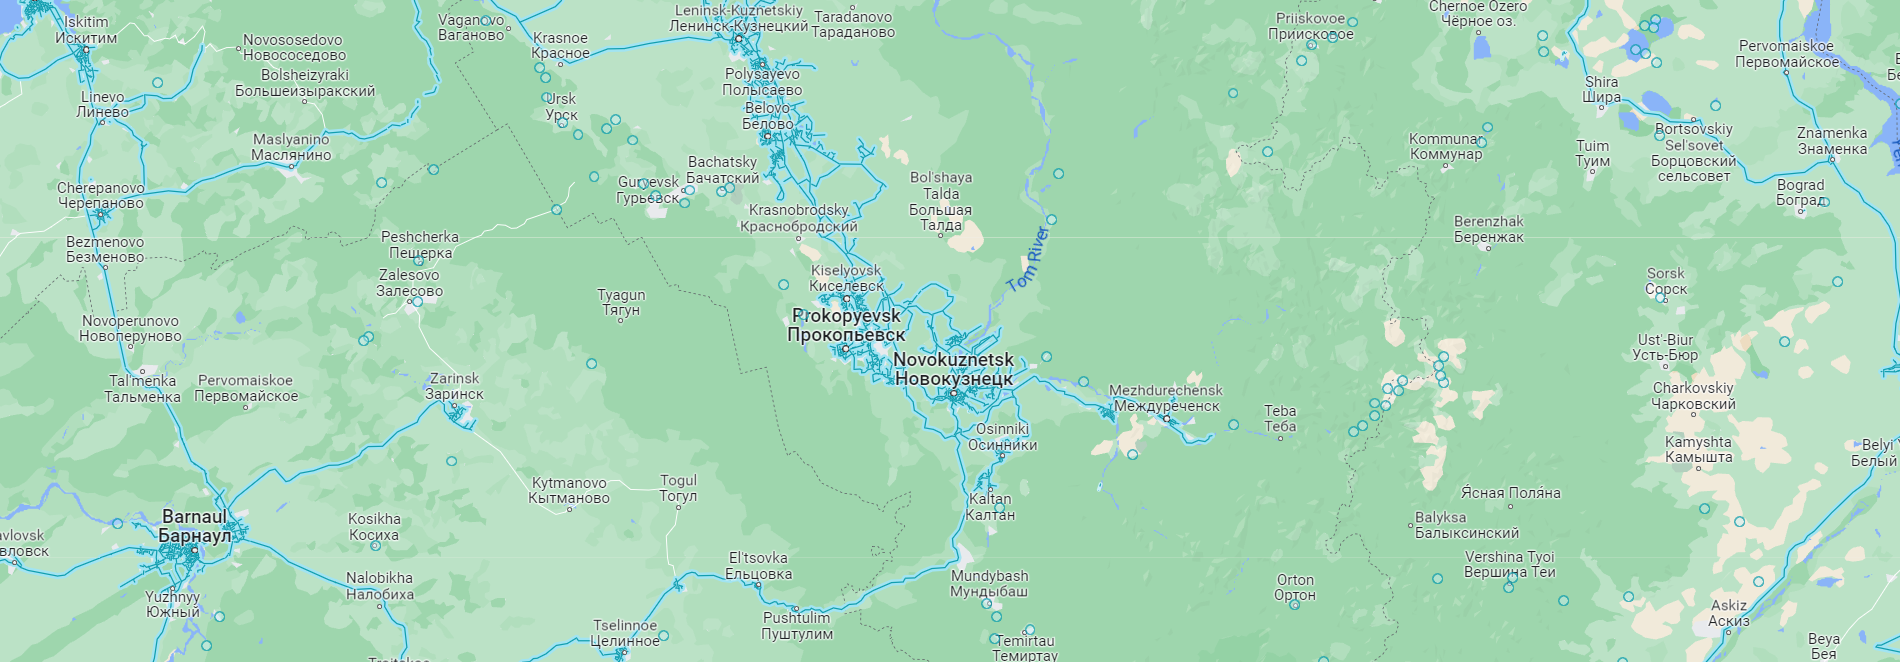 Iskitim
Искитим
Vaganovo
Ваганово
Krasnoe
Красное
Leninsk-Kuznetskiy
Ленинск-Кузнецкий
Taradanovo
Тараданово
Priiskovoe
Приисковое
Chernoe Ozero
Чёрное оз.
Pervomaiskoe
Первомайское
Novososedovo
Новососедово
Bolsheizyraki
Большеизыракский
Linevo
Линево
Polysayevo
Полысаево
Belovo
Белово
Ursk
Урск
Shira
Шира
Maslyanino
Маслянино
Bachatsky
Бачатский
Kommunar
Коммунар
Tuim
Туим
Bortsovskiy
Sel'sovet
Борцовский
сельсовет
Znamenka
Знаменка
Cherepanovo
Черепаново
Guryevsk
Гурьевск
Bol'shaya
Talda
Большая
Талда
Bograd
Боград
Krasnobrodsky
Краснобродский
Berenzhak
Беренжак
Bezmenovo
Безменово
Peshcherka
Пещерка
Tom River
Zalesovo
Залесово
Kiselyovsk
Киселёвск
Sorsk
Сорск
Tyagun
Тягун
Prokopyevsk
Прокопьевск
Novoperunovo
Новоперуново
Ust'-Biur
Усть-Бюр
Novokuznetsk
Новокузнецк
Tal'menka
Тальменка
Pervomaiskoe
Первомайское
Zarinsk
Заринск
Mezhdurechensk
Междуреченск
Charkovskiy
Чарковский
Teba
Теба
Osinniki
Осинники
Kamyshta
Камышта
Belyi
Белый
Kytmanovo
Кытманово
Togul
Тогул
Kaltan
Калтан
Я́сная Поля́на
Barnaul
Барнаул
Kosikha
Косиха
Balyksa
Балыксинский
avlovsk
вловск
El'tsovka
Ельцовка
Vershina Tyoi
Вершина Теи
Nalobikha
Налобиха
Mundybash
Мундыбаш
Orton
Ортон
Yuzhnyy
Южный
Pushtulim
Пуштулим
Askiz
Аскиз
Tselinnoe
Целинное
Temirtau
Темиртау
Beya
Бея